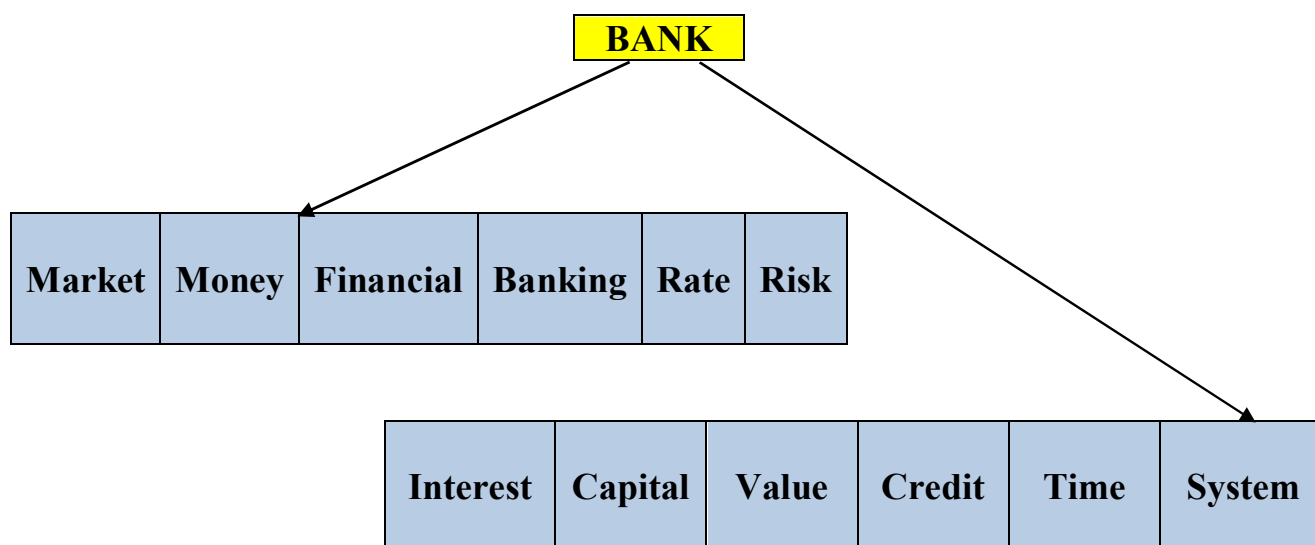 BANK
Market Money Financial Banking Rate Risk
Interest Capital Value Credit Time System